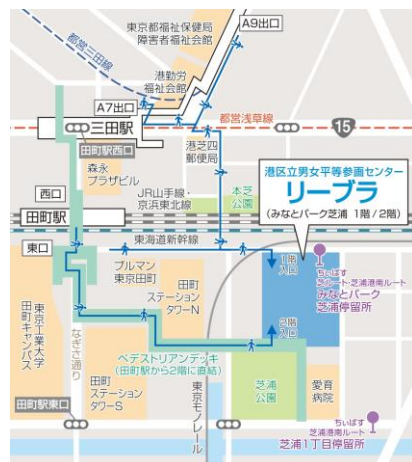 東京都福祉保健局
障害者福祉会館
A9出口
都営三田線
港勤労
福祉会館
A7出口
三田駅
都営浅草線
15
田町駅西口
港芝四
郵便局
森永
プラザビル
港区立男女平等参画センター
リーブラ
(みなとパーク芝浦 1階/2階)
西口
JR山手線・
京浜東北線
本芝
公園
田町駅
東海道新幹線
東口
1階
入口
ちぃばす
芝ルート・芝浦港南ルート
みなとパーク
芝浦停留所
プルマン
東京田町
田町
ステーション
タワーN
2階
入口
東京工業大学
田町キャンパス
なぎさ通り
ペデストリアンデッキ
(田町駅から2階に直結)
田町
ステーション
タワーS
東京モノレール
芝浦
公園
愛育
病院
田町駅東口
ちぃばす
芝浦港南ルート
芝浦1丁目停留所